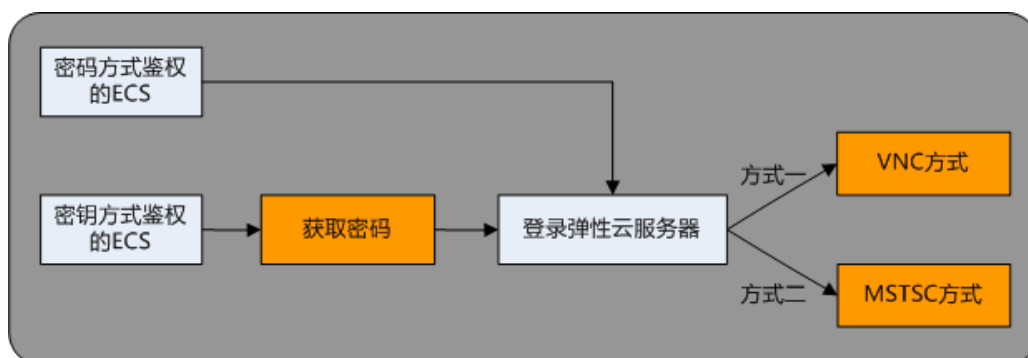 密码方式鉴权
的ECS
密钥方式鉴权
的ECS
获取密码
登录弹性云服务器
方式一
VNC方式
方式二
MSTSC方式